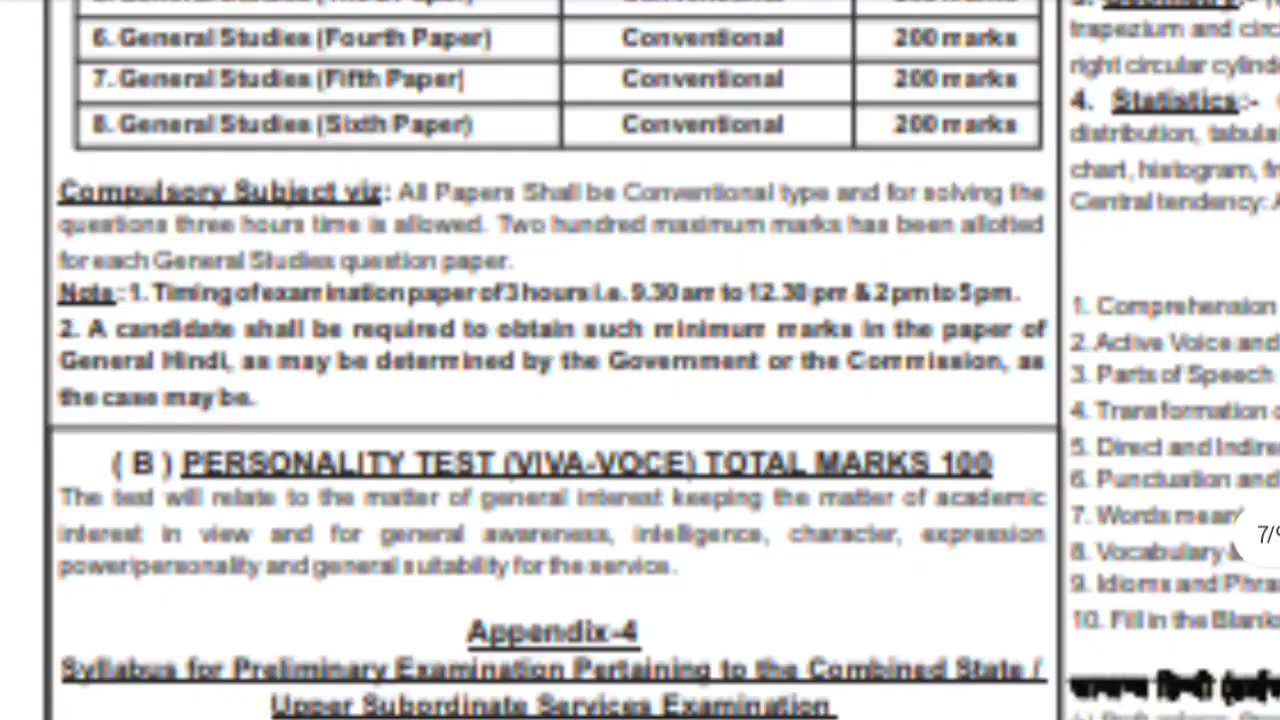 6. General Studies (Fourth Paper) Conventional 200 marks
7. General Studies (Fifth Paper) Conventional 200 marks
8. General Studies (Sixth Paper) Conventional 200 marks
Compulsory Subject viz: All Papers Shall be Conventional type and for solving the
questions three hours time is allowed. Two hundred maximum marks has been allotted
for each General Studies question paper.
Note : 1. Timing of examination paper of 3 hours i.e. 9.30 am to 12.30 pm & 2 pm to 5 pm.
2. A candidate shall be required to obtain such minimum marks in the paper of
General Hindi, as may be determined by the Government or the Commission, as
the case may be.
( B ) PERSONALITY TEST (VIVA-VOCE) TOTAL MARKS 100
The test will relate to the matter of general interest keeping the matter of academic
interest in view and for general awareness, intelligence, character, expression
power/personality and general suitability for the service.
Appendix-4
Syllabus for Preliminary Examination Pertaining to the Combined State /
Upper Subordinate Services Examination
trapezium and
right circular
4. Statistics:-
distribution,
chart, histogram,
Central tendency:
1. Comprehension
2. Active Voice and
3. Parts of Speech
4. Transformation
5. Direct and
6. Punctuation and
7. Words
8. Vocabulary
9. Idioms and
10. Fill in the
7/